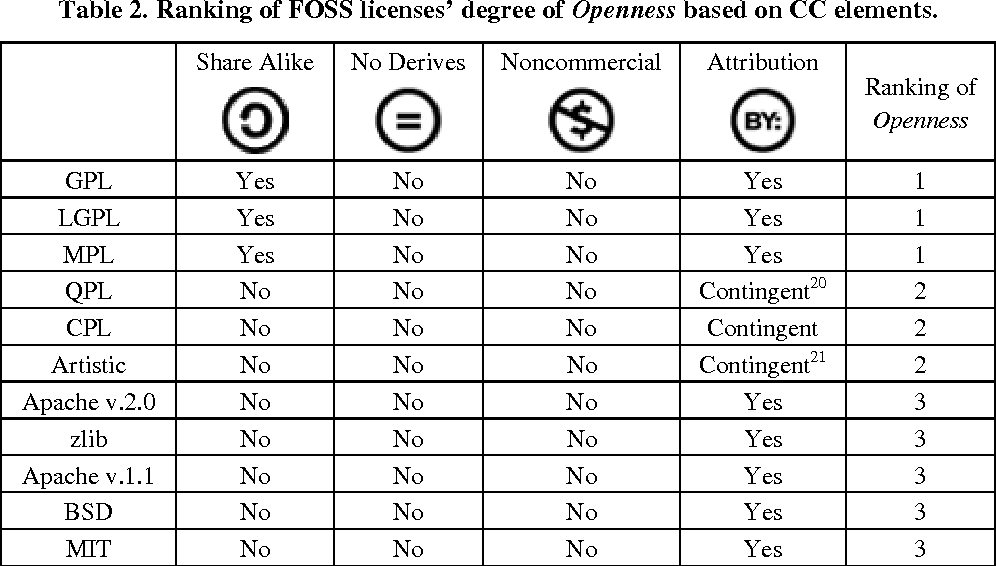 Table 2. Ranking of FOSS licenses’ degree of Openness based on CC elements.
Share Alike No Derives Noncommercial Attribution Ranking of Openness
BY:
GPL Yes No No Yes 1
LGPL Yes No No Yes 1
MPL Yes No No Yes 1
QPL No No No Contingent20 2
CPL No No No Contingent 2
Artistic No No No Contingent21 2
Apache v.2.0 No No No Yes 3
zlib No No No Yes 3
Apache v.1.1 No No No Yes 3
BSD No No No Yes 3
MIT No No No Yes 3